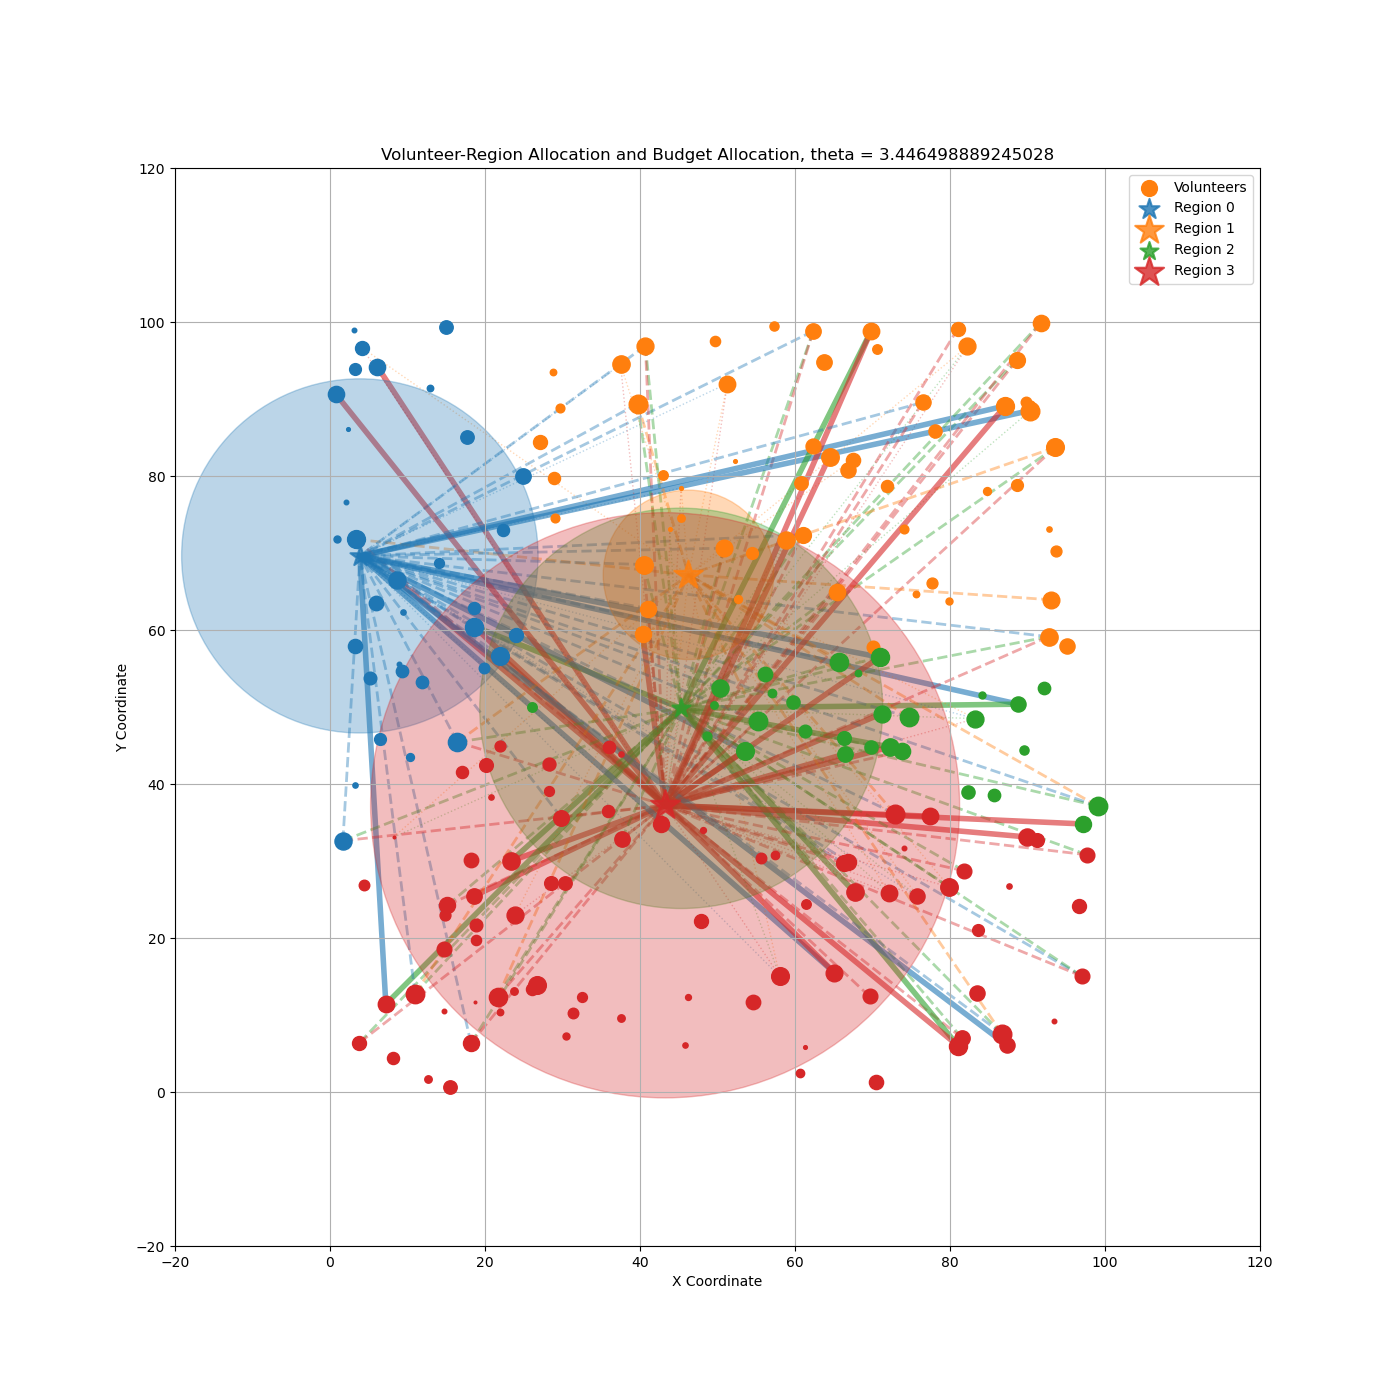 Volunteer-Region Allocation and Budget Allocation, theta = 3.446498889245028
120
100
80
60
40
20
0
−20
Y Coordinate
Volunteers
Region 0
Region 1
Region 2
Region 3
−20 0 20 40 60 80 100 120
X Coordinate